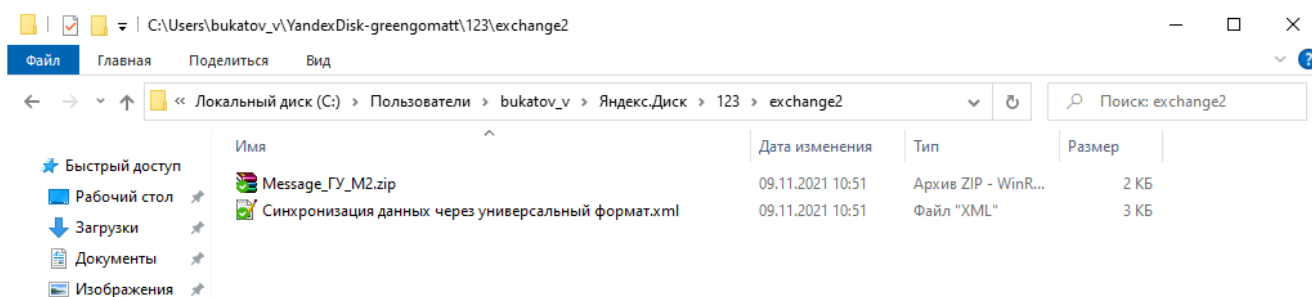 C:\Users\bukatov_v\YandexDisk-greengomatt\123\exchange2
Файл Главная Поделиться Вид
« Локальный диск (C:) › Пользователи › bukatov_v › Яндекс.Диск › 123 › exchange2 Поиск: exchange2
Имя Дата изменения Тип Размер
Быстрый доступ
Message_ГУ_М2.zip 09.11.2021 10:51 Архив ZIP - WinR... 2 КБ
Рабочий стол
Синхронизация данных через универсальный формат.xml 09.11.2021 10:51 Файл "XML" 3 КБ
Загрузки
Документы
Изображения